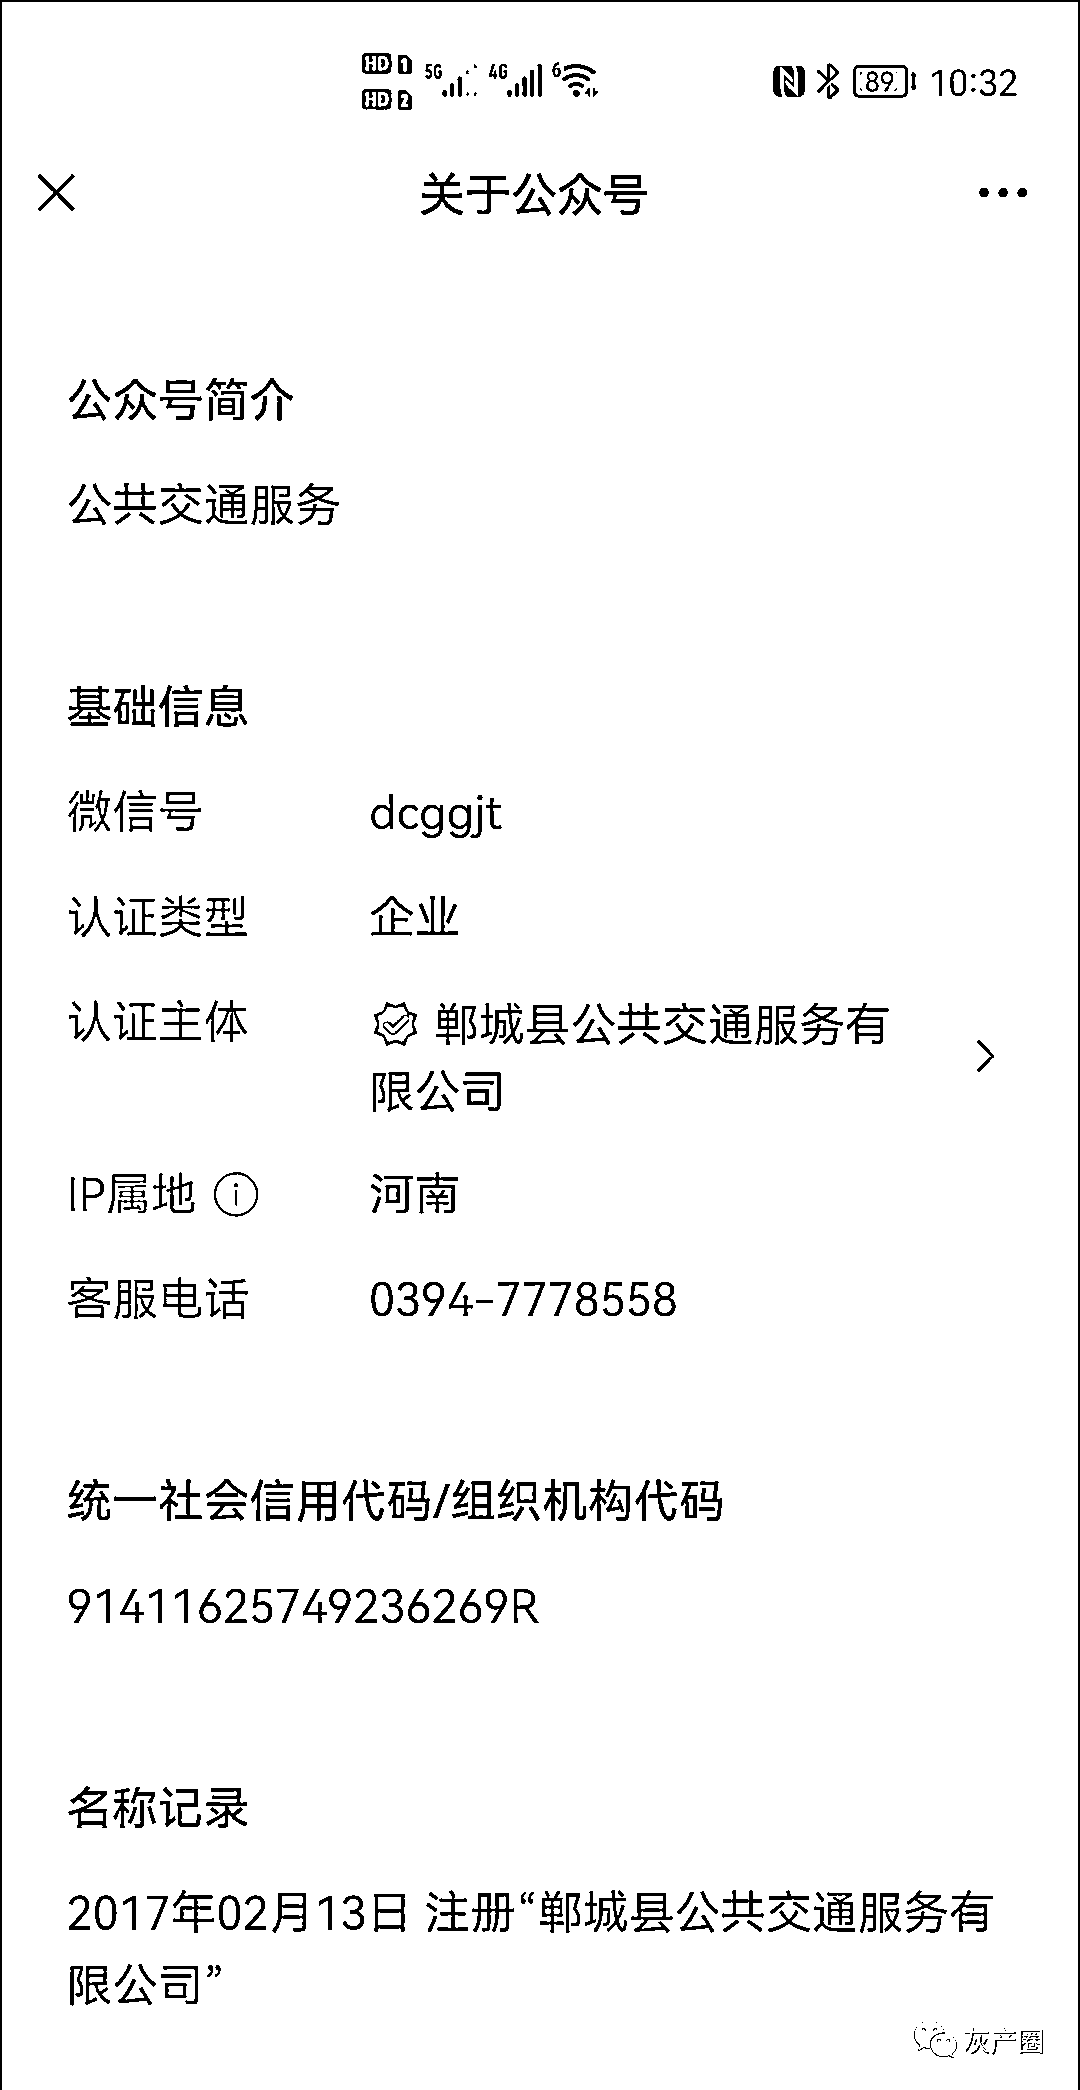 HD 1 5G 4G 6 89 10:32
HD 2
关于公众号
公众号简介
公共交通服务
基础信息
微信号 dcggjt
认证类型 企业
认证主体 郸城县公共交通服务有
限公司
IP属地 河南
客服电话 0394-7778558
统一社会信用代码/组织机构代码
91411625749236269R
名称记录
2017年02月13日 注册“郸城县公共交通服务有
限公司”
灰产圈